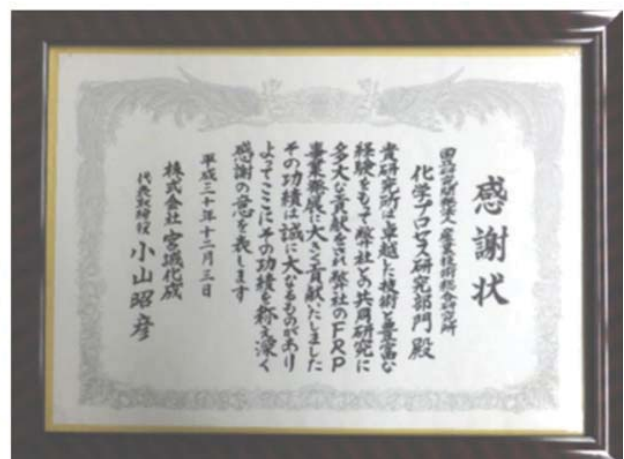 感謝状
国立研究開発法人 産業技術総合研究所
化学プロセス研究部門 殿
貴研究所は卓越した技術と豊富な
経験をもって弊社との共同研究に
多大な貢献をされ弊社のFRP
事業発展に大きく貢献いたしました
その功績は誠に大なるものがあり
よってここにその功績を称え深く
感謝の意を表します
平成三十年十二月三日
株式会社 宮城化成
代表取締役 小山昭彦